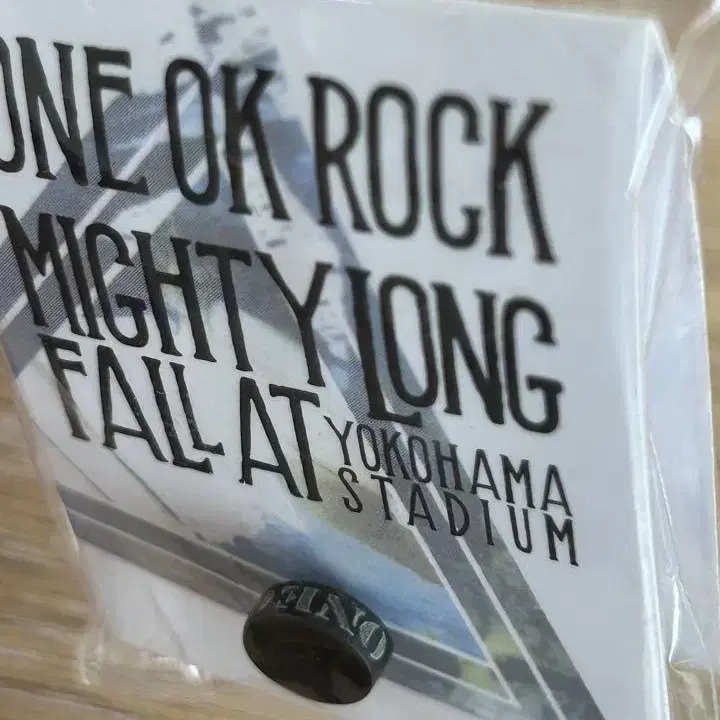 ONE OK ROCK
MIGHTY LONG
FALL AT YOKOHAMA
STADIUM